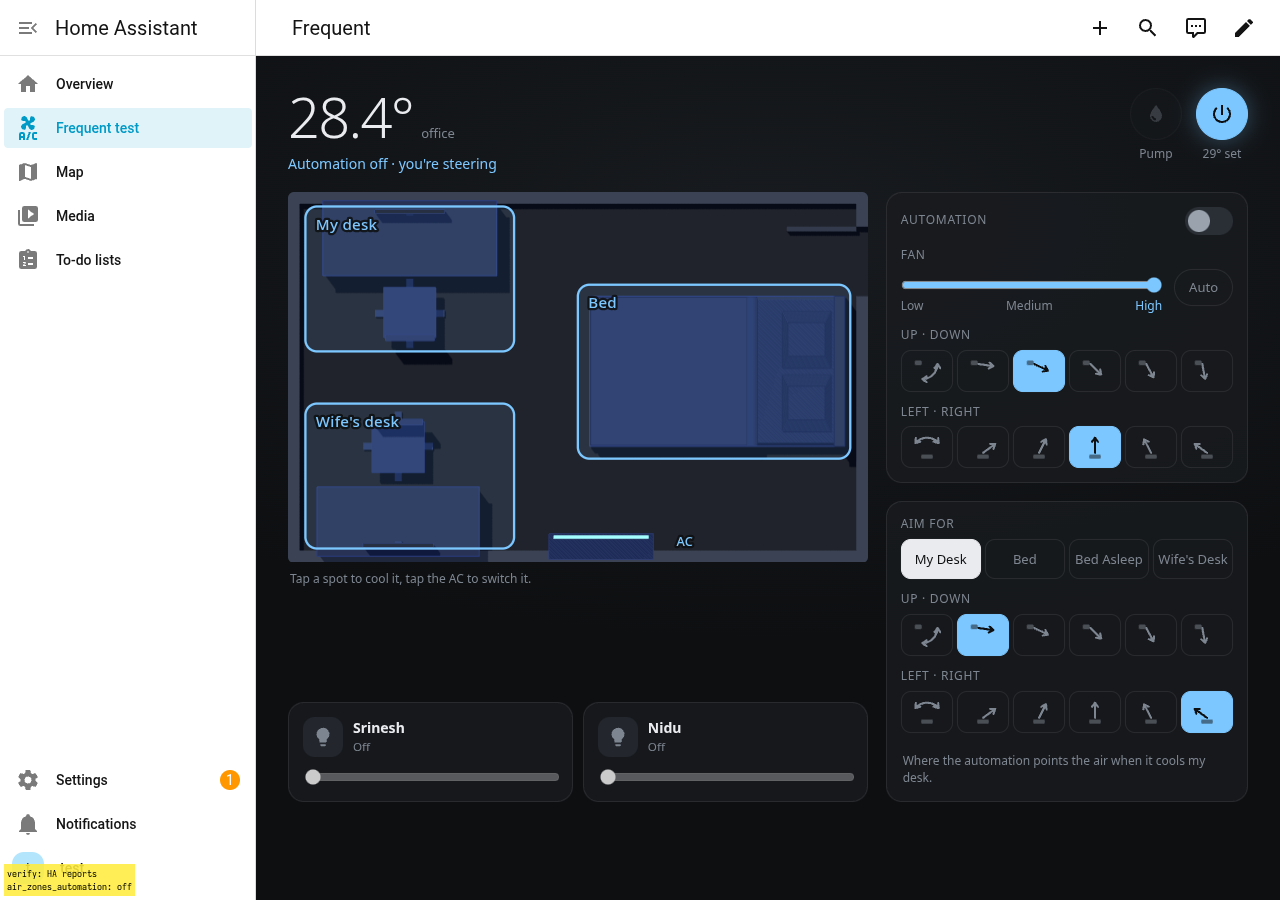 Home Assistant
Frequent
Overview
A/C
Frequent test
Map
Media
To-do lists
Settings
1
Notifications
verify: HA reports
air_zones_automation: off
28.4°
office
Automation off · you're steering
Pump
29° set
My desk
Bed
Wife's desk
AC
Tap a spot to cool it, tap the AC to switch it.
Srinesh
Off
Nidu
Off
AUTOMATION
FAN
Auto
Low
Medium
High
UP · DOWN
LEFT · RIGHT
AIM FOR
My Desk
Bed
Bed Asleep
Wife's Desk
UP · DOWN
LEFT · RIGHT
Where the automation points the air when it cools my
desk.